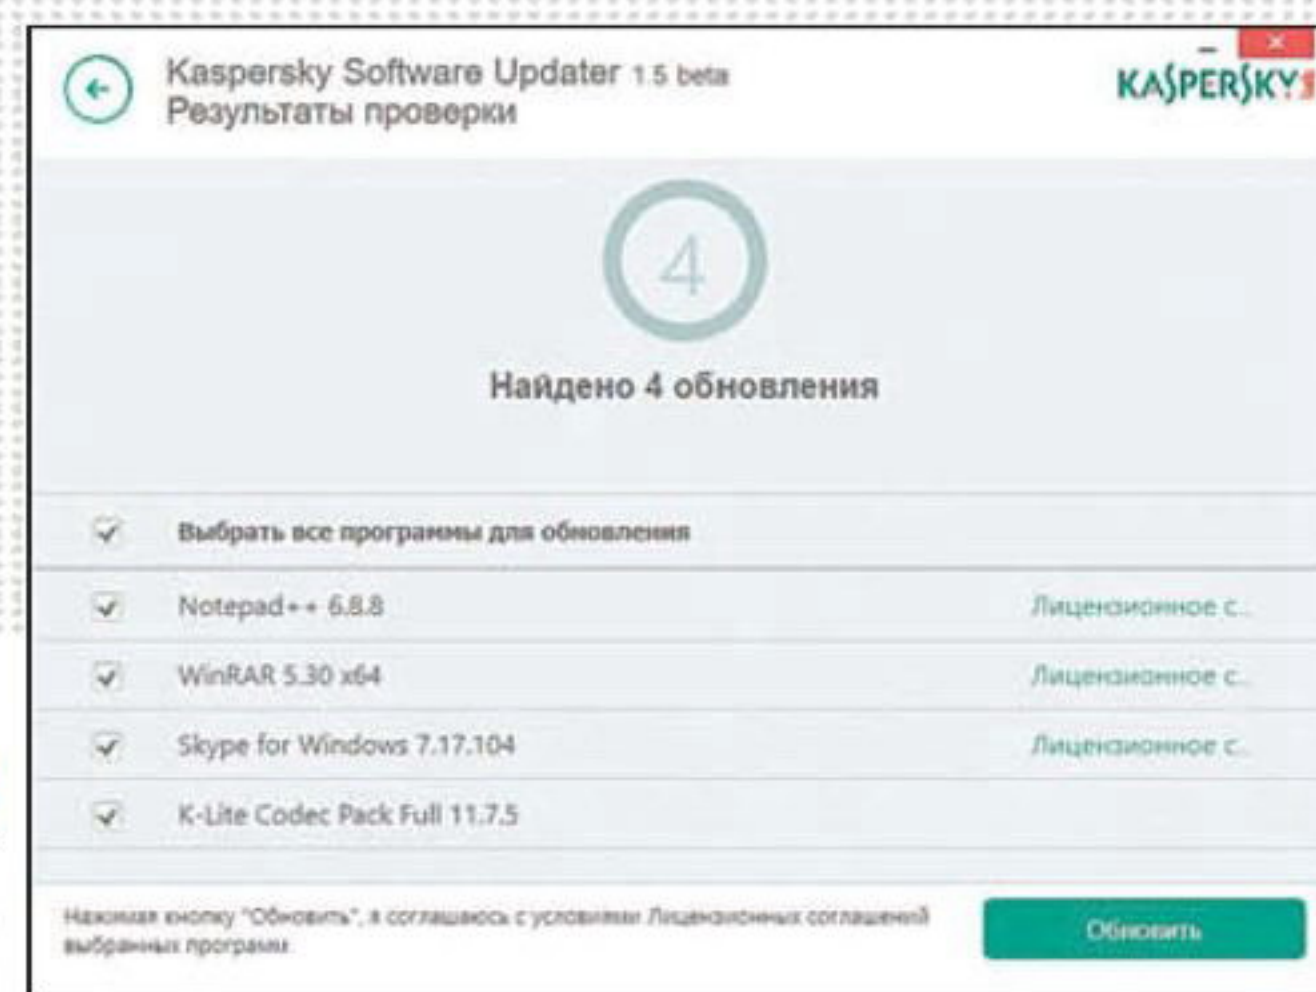 Kaspersky Software Updater 1.5 beta
Результаты проверки
KASPERSKY
4
Найдено 4 обновления
Выбрать все программы для обновления
Notepad++ 6.8.8
Лицензионное с..
WinRAR 5.30 x64
Лицензионное с..
Skype for Windows 7.17.104
Лицензионное с..
K-Lite Codec Pack Full 11.7.5
Нажимая кнопку "Обновить", я соглашаюсь с условиями Лицензионных соглашений
выбранных программ.
Обновить